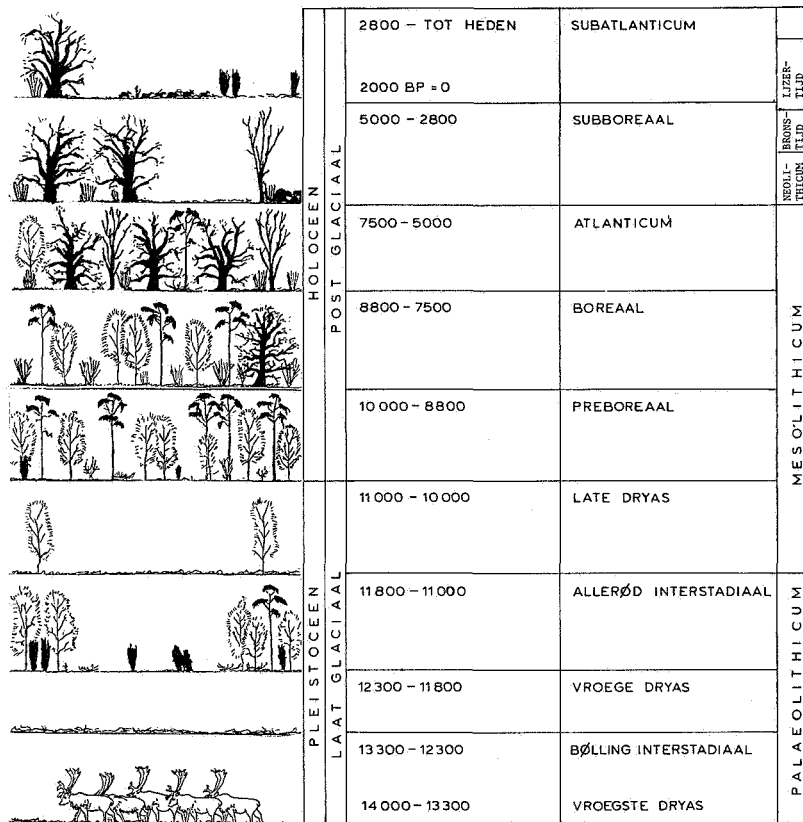 2800 – TOT HEDEN SUBATLANTICUM
2000 BP = 0
5000 – 2800 SUBBOREAAL
7500 – 5000 ATLANTICUM
8800 – 7500 BOREAAL
10 000 – 8800 PREBOREAAL
11 000 – 10 000 LATE DRYAS
11 800 – 11 000 ALLERØD INTERSTADIAAL
12 300 – 11 800 VROEGE DRYAS
13 300 – 12 300 BØLLING INTERSTADIAAL
14 000 – 13 300 VROEGSTE DRYAS
HOLOCEEN
POST GLACIAAL
PLEISTOCEEN
LAAT GLACIAAL
IJZER-
TIJD
BRONS-
TIJD
NEOLI-
THICUM
MESOLITHICUM
PALAEOLITHICUM